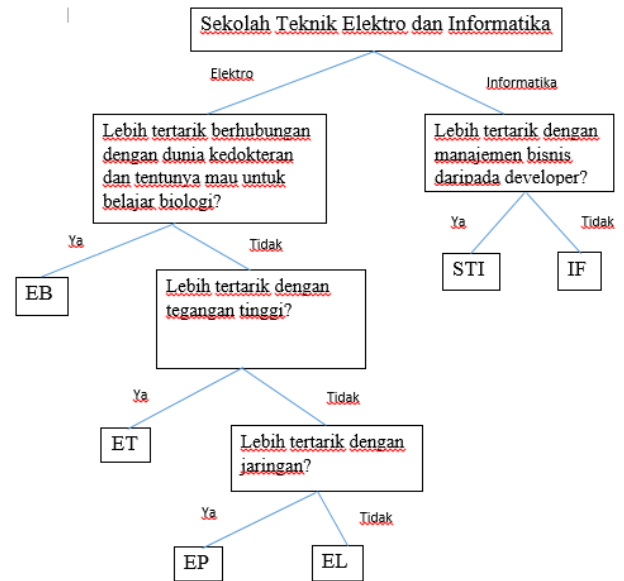 Sekolah Teknik Elektro dan Informatika
Elektro
Informatika
Lebih tertarik berhubungan
dengan dunia kedokteran
dan tentunya mau untuk
belajar biologi?
Lebih tertarik dengan
manajemen bisnis
daripada developer?
Ya
Tidak
Ya
Tidak
EB
STI
IF
Lebih tertarik dengan
tegangan tinggi?
Ya
Tidak
ET
Lebih tertarik dengan
jaringan?
Ya
Tidak
EP
EL